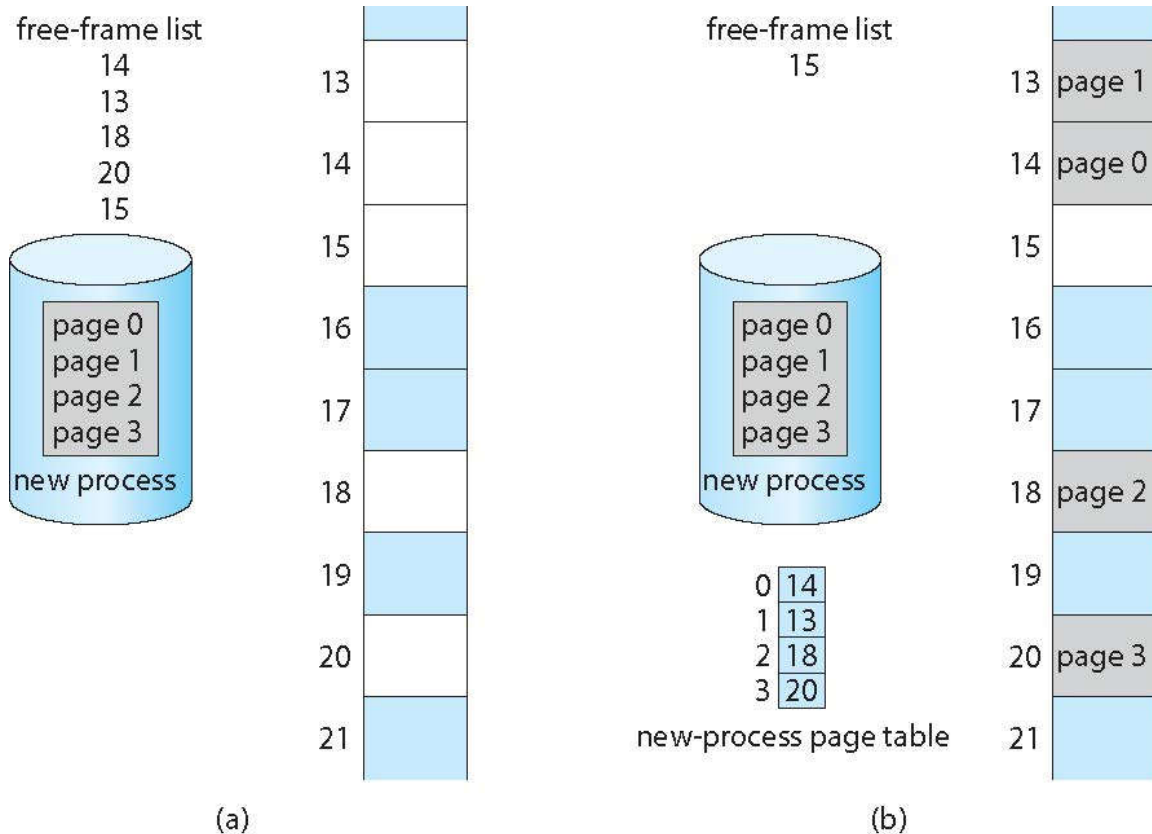 free-frame list
14
13
18
20
15
page 0
page 1
page 2
page 3
new process
13
14
15
16
17
18
19
20
21
(a)
free-frame list
15
page 0
page 1
page 2
page 3
new process
0 14
1 13
2 18
3 20
new-process page table
13 page 1
14 page 0
15
16
17
18 page 2
19
20 page 3
21
(b)